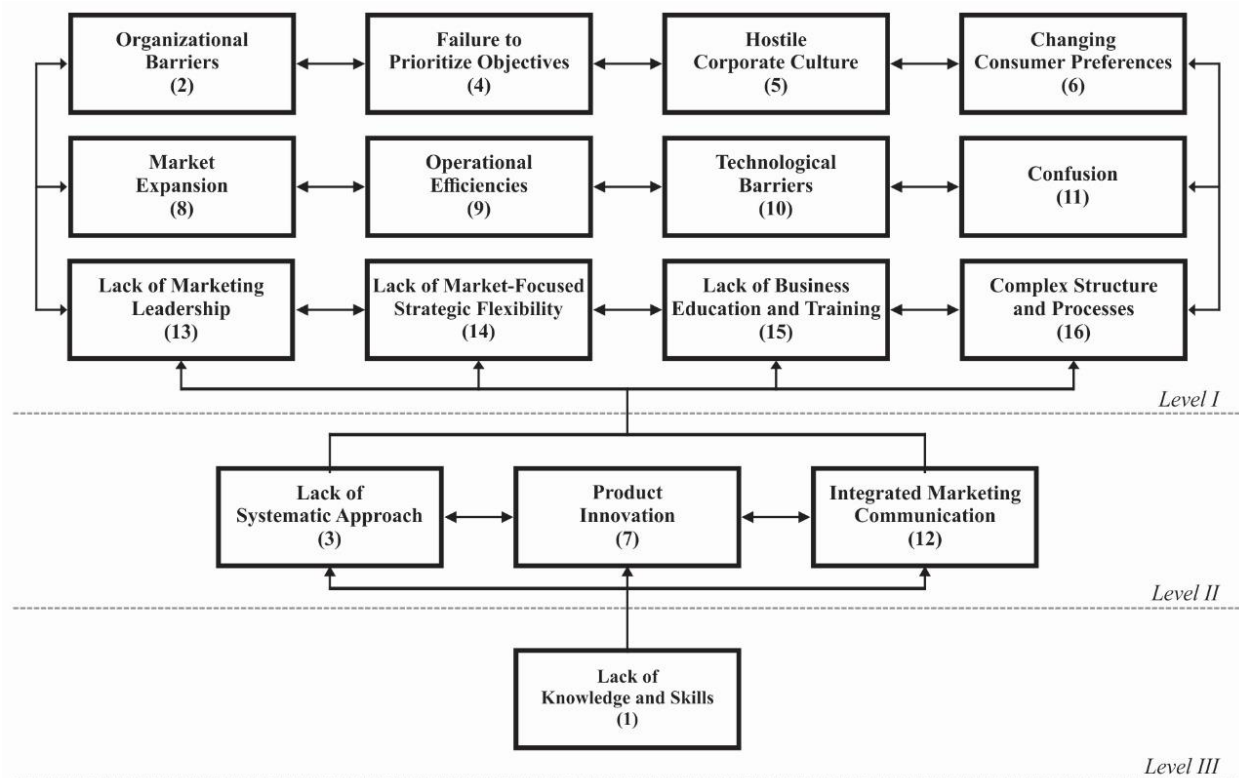 Organizational
Barriers
(2)
Failure to
Prioritize Objectives
(4)
Hostile
Corporate Culture
(5)
Changing
Consumer Preferences
(6)
Market
Expansion
(8)
Operational
Efficiencies
(9)
Technological
Barriers
(10)
Confusion
(11)
Lack of Marketing
Leadership
(13)
Lack of Market-Focused
Strategic Flexibility
(14)
Lack of Business
Education and Training
(15)
Complex Structure
and Processes
(16)
Level I
Lack of
Systematic Approach
(3)
Product
Innovation
(7)
Integrated Marketing
Communication
(12)
Level II
Lack of
Knowledge and Skills
(1)
Level III